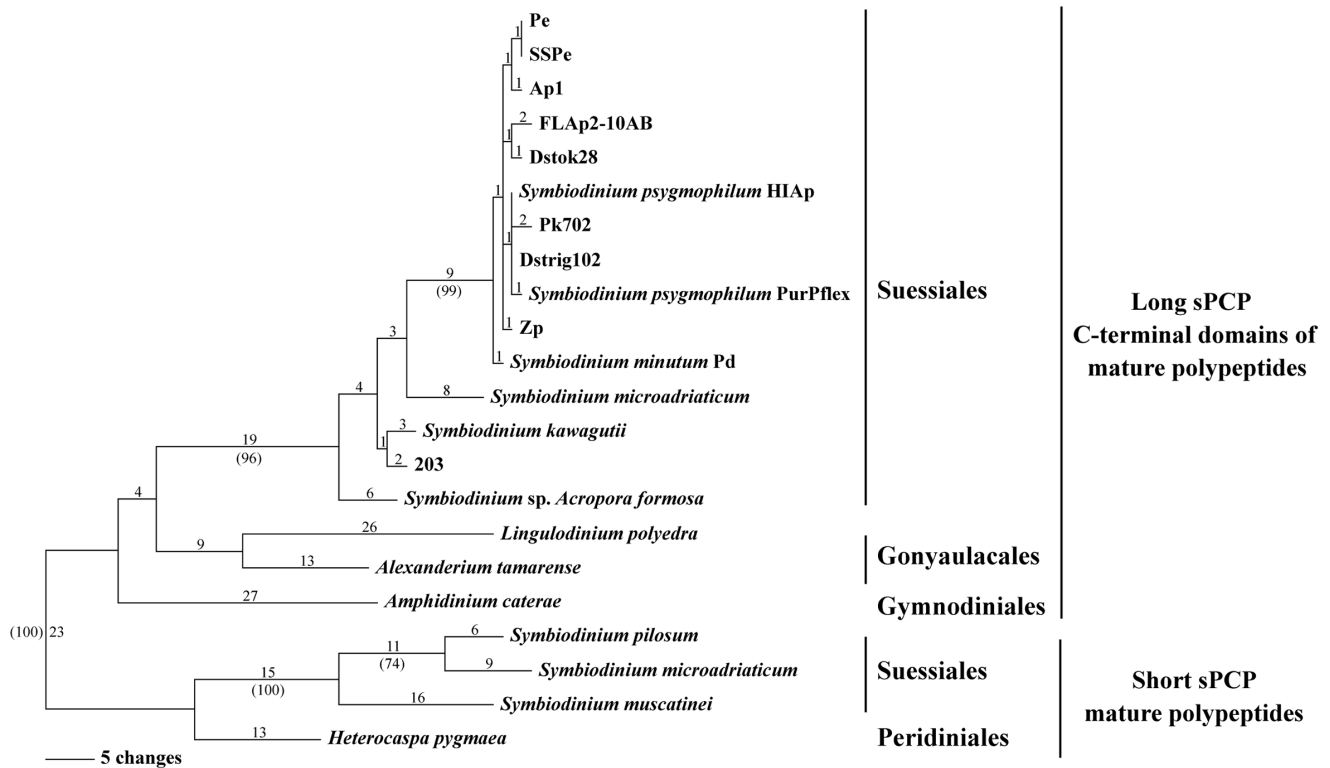 1 Pe
1 SSPe
1 Ap1
2 FLAp2-10AB
1
1 Dstok28
1 Symbiodinium psygmophilum HIAp
2 Pk702
1
Dstrig102
9
(99)
1 Symbiodinium psygmophilum PurPflex
1 Zp
3
1 Symbiodinium minutum Pd
4
8 Symbiodinium microadriaticum
3 Symbiodinium kawagutii
1
19
(96)
2 203
4
6 Symbiodinium sp. Acropora formosa
26 Lingulodinium polyedra
9
13 Alexanderium tamarense
27 Amphidinium caterae
(100) 23
6 Symbiodinium pilosum
11
(74)
9 Symbiodinium microadriaticum
15
(100)
16 Symbiodinium muscatinei
13 Heterocaspa pygmaea
5 changes
Suessiales
Gonyaulacales
Gymnodiniales
Suessiales
Peridiniales
Long sPCP
C-terminal domains of
mature polypeptides
Short sPCP
mature polypeptides